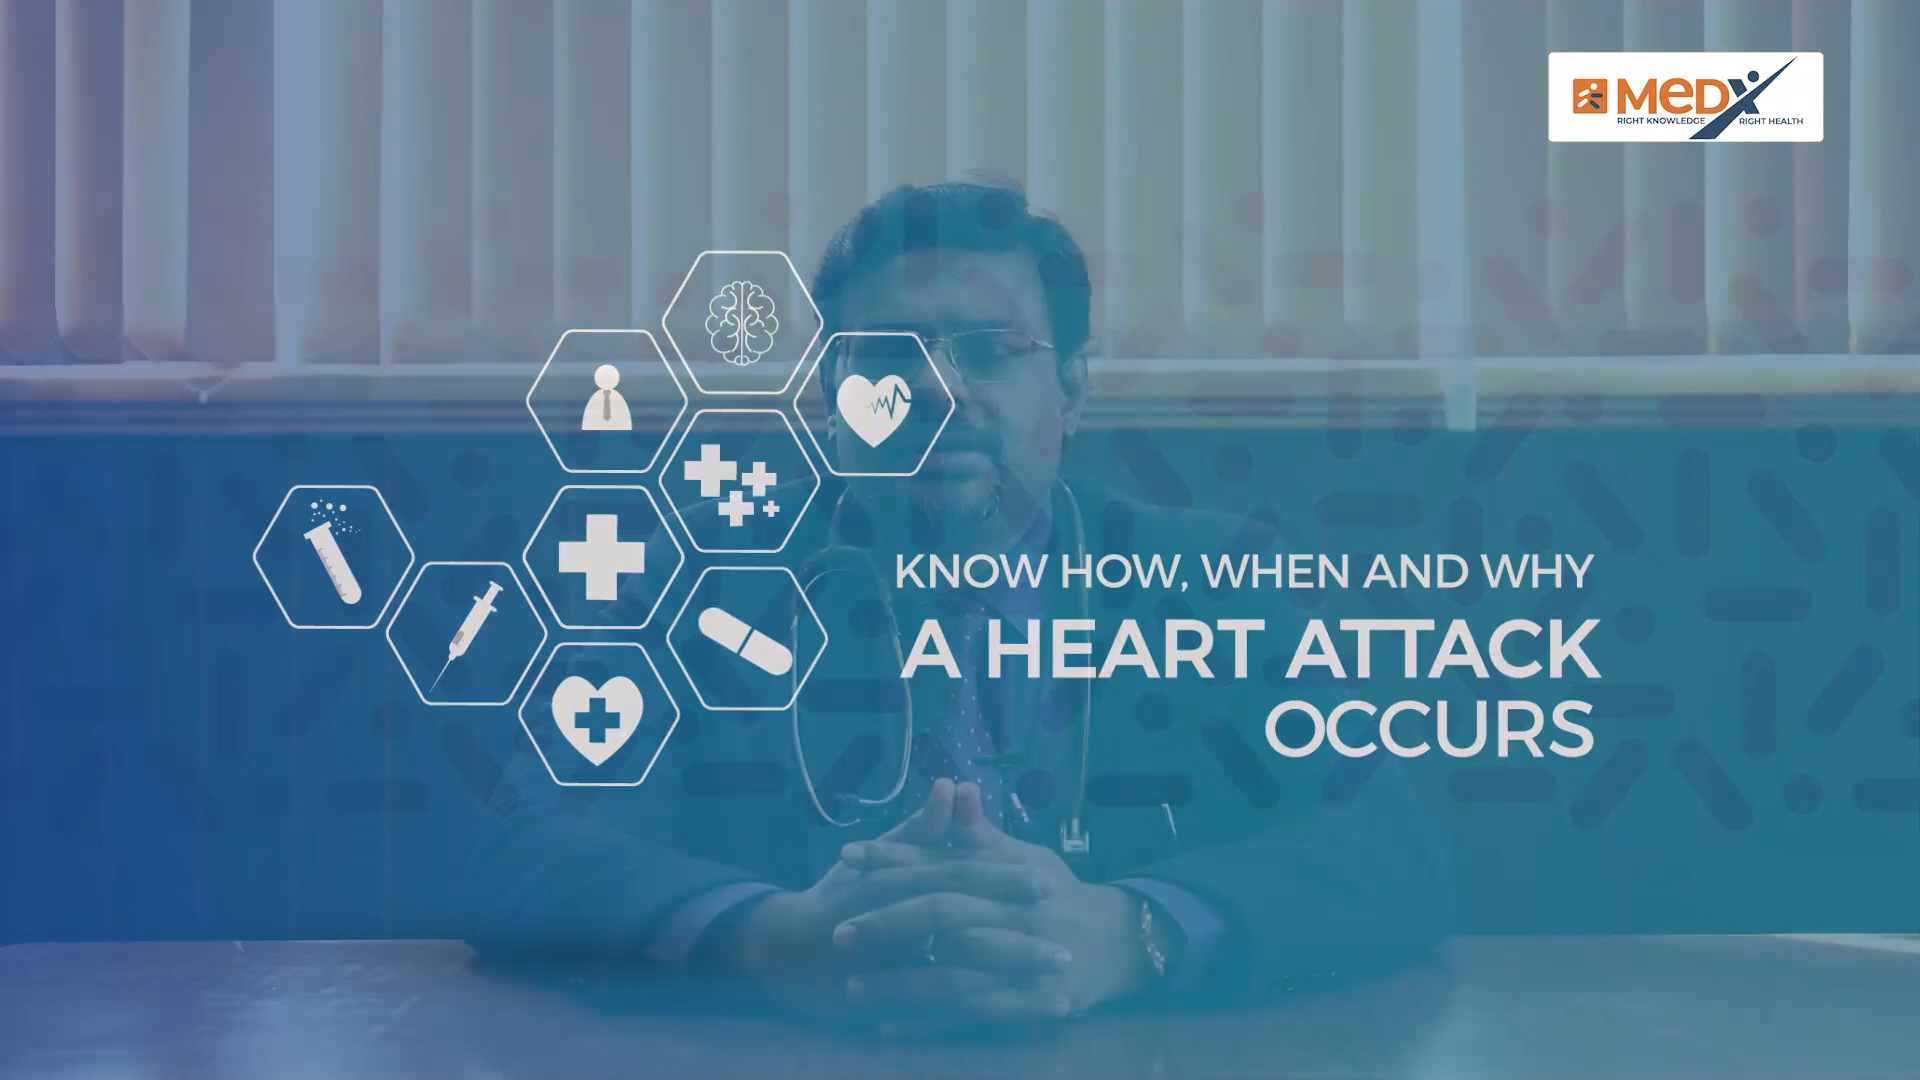 MeDX
RIGHT KNOWLEDGE RIGHT HEALTH
KNOW HOW, WHEN AND WHY
A HEART ATTACK
OCCURS